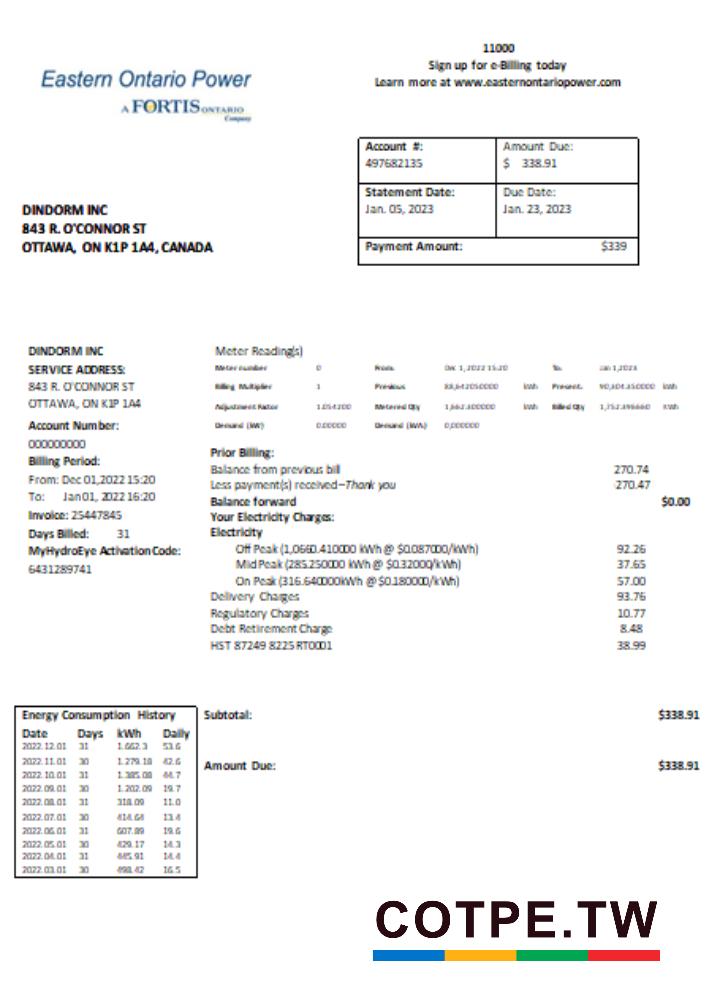 11000
Sign up for e-Billing today
Learn more at www.easternontariopower.com
Eastern Ontario Power
A FORTIS ONTARIO
Company
Account #: Amount Due:
497682135 $ 338.91
Statement Date: Due Date:
Jan. 05, 2023 Jan. 23, 2023
Payment Amount: $339
DINDORM INC
843 R. O'CONNOR ST
OTTAWA, ON K1P 1A4, CANADA
DINDORM INC
SERVICE ADDRESS:
843 R. O'CONNOR ST
OTTAWA, ON K1P 1A4
Account Number:
000000000
Billing Period:
From: Dec 01,2022 15:20
To: Jan 01, 2022 16:20
Invoice: 25447845
Days Billed: 31
MyHydroEye Activation Code:
6431289741
Meter Reading(s)
Meter number 0 From: Dec 1, 2022 15:20 To: Jan 1,2023
Billing Multiplier 1 Previous 88,642050000 kWh Present. 90,304.350000 kWh
Adjustment Factor 1.054200 Metered Qty 1,662.300000 kWh Billed Qty 1,752.396660 kWh
Demand (kW) 0.00000 Demand (kVA) 0,000000
Prior Billing:
Balance from previous bill 270.74
Less payment(s) received—Thank you -270.47
Balance forward $0.00
Your Electricity Charges:
Electricity
Off Peak (1,0660.410000 kWh @ $0.087000/kWh) 92.26
Mid Peak (285.250000 kWh @ $0.32000/kWh) 37.65
On Peak (316.640000kWh @ $0.180000/kWh) 57.00
Delivery Charges 93.76
Regulatory Charges 10.77
Debt Retirement Charge 8.48
HST 87249 8225 RT0001 38.99
Energy Consumption History
Date Days kWh Daily
2022.12.01 31 1.662.3 53.6
2022.11.01 30 1.279.18 42.6
2022.10.01 31 1.385.08 44.7
2022.09.01 30 1.202.09 19.7
2022.08.01 31 318.09 11.0
2022.07.01 30 414.64 13.4
2022.06.01 31 607.89 19.6
2022.05.01 30 429.17 14.3
2022.04.01 31 445.91 14.4
2022.03.01 30 498.42 16.5
Subtotal: $338.91
Amount Due: $338.91
COTPE.TW